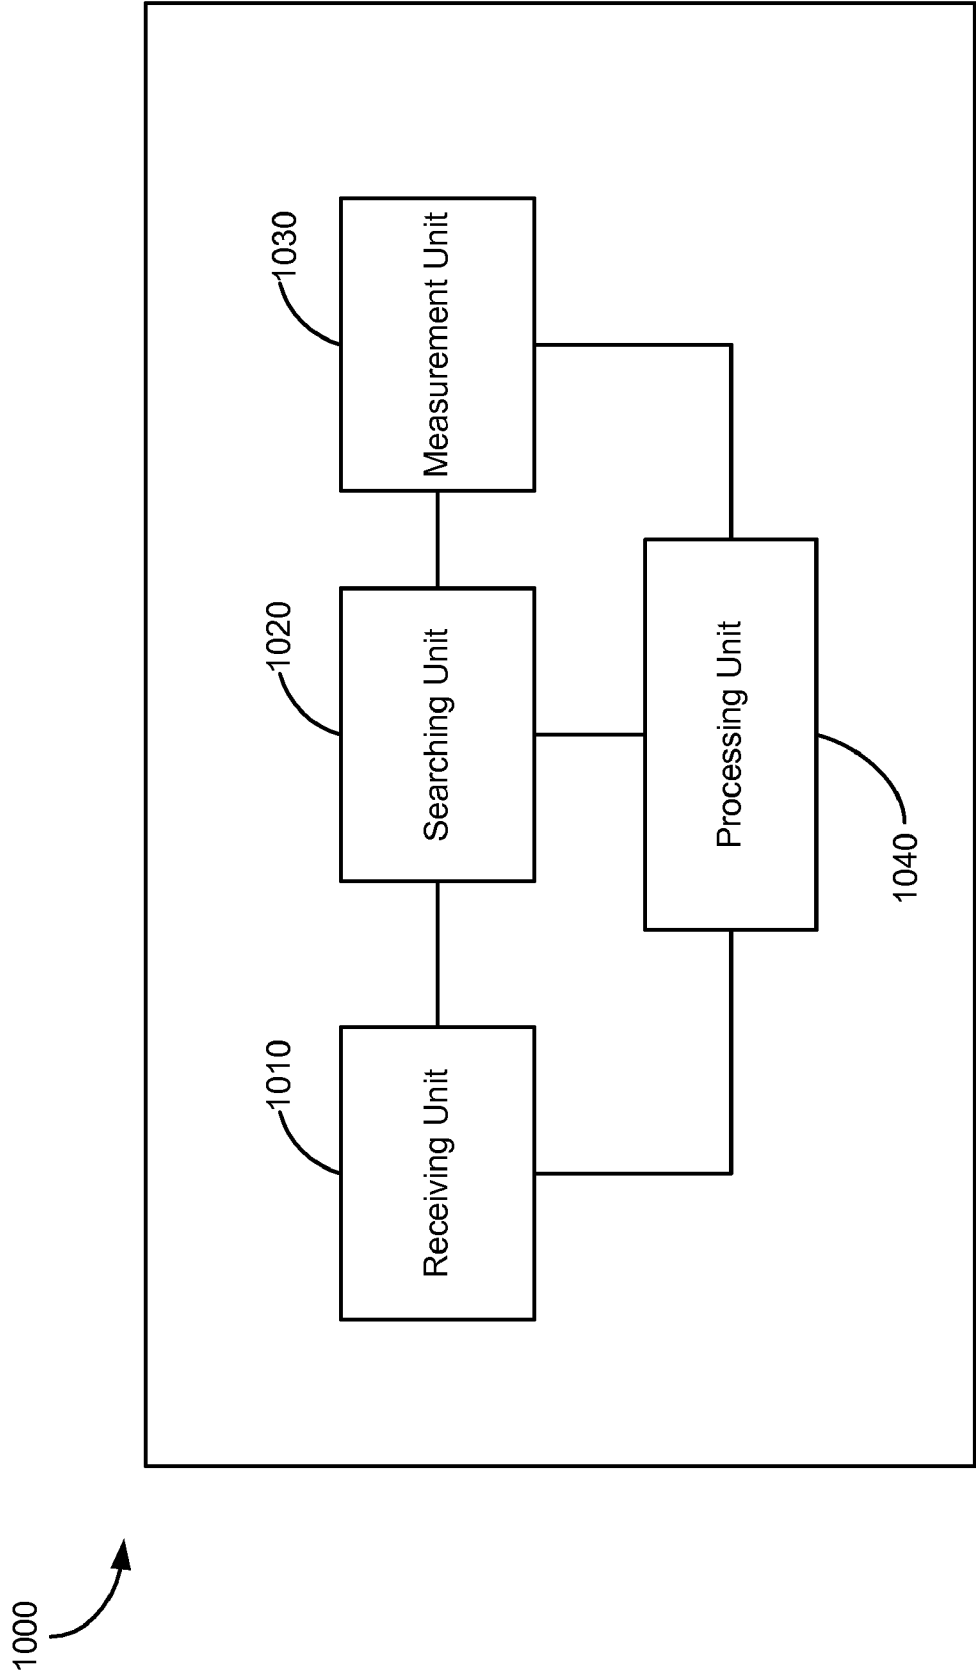 1000
1010
1020
1030
Receiving Unit
Searching Unit
Measurement Unit
Processing Unit
1040